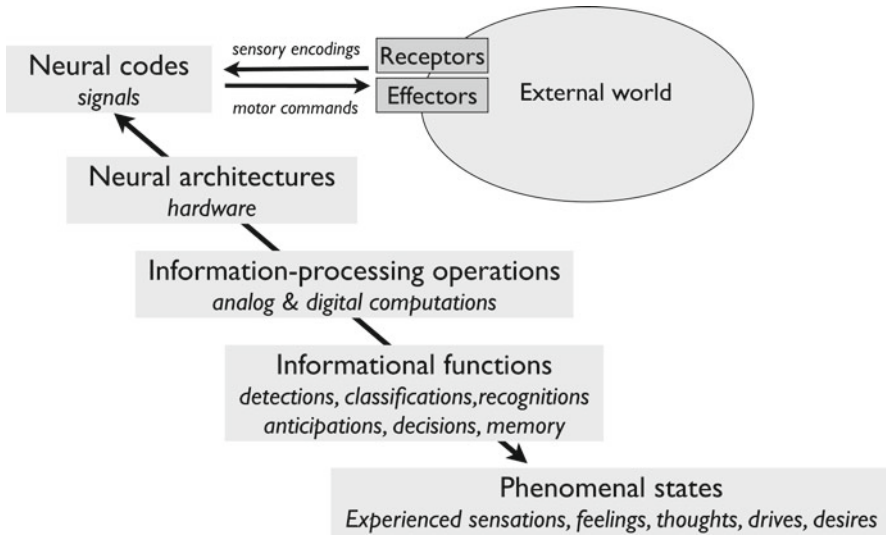 sensory encodings
Receptors
Neural codes
signals
Effectors
External world
motor commands
Neural architectures
hardware
Information-processing operations
analog & digital computations
Informational functions
detections, classifications,recognitions
anticipations, decisions, memory
Phenomenal states
Experienced sensations, feelings, thoughts, drives, desires